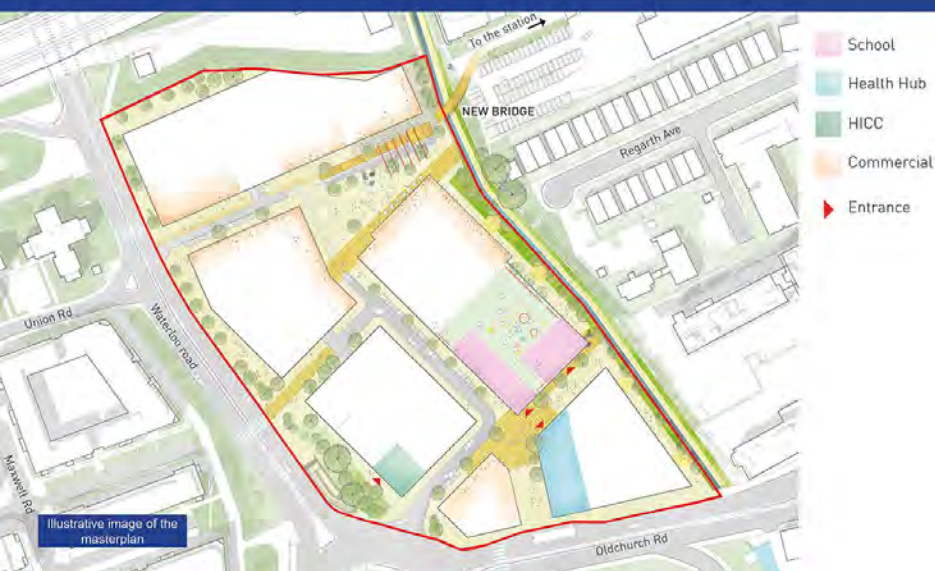 To the station
NEW BRIDGE
Regarth Ave
Union Rd
Waterloo road
Maxwell Rd
Oldchurch Rd
School
Health Hub
HICC
Commercial
Entrance
Illustrative image of the
masterplan